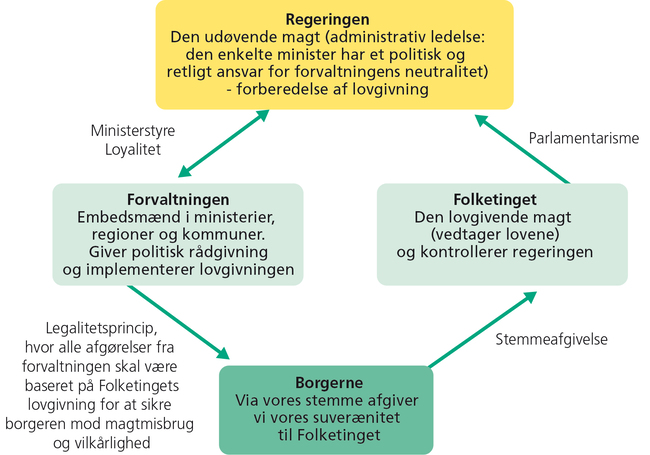 Regeringen
Den udøvende magt (administrativ ledelse:
den enkelte minister har et politisk og
retligt ansvar for forvaltningens neutralitet)
- forberedelse af lovgivning
Ministerstyre
Loyalitet
Parlamentarisme
Forvaltningen
Embedsmænd i ministerier,
regioner og kommuner.
Giver politisk rådgivning
og implementerer lovgivningen
Folketinget
Den lovgivende magt
(vedtager lovene)
og kontrollerer regeringen
Legalitetsprincip,
hvor alle afgørelser fra
forvaltningen skal være
baseret på Folketingets
lovgivning for at sikre
borgeren mod magtmisbrug
og vilkårlighed
Stemmeafgivelse
Borgerne
Via vores stemme afgiver
vi vores suverænitet
til Folketinget